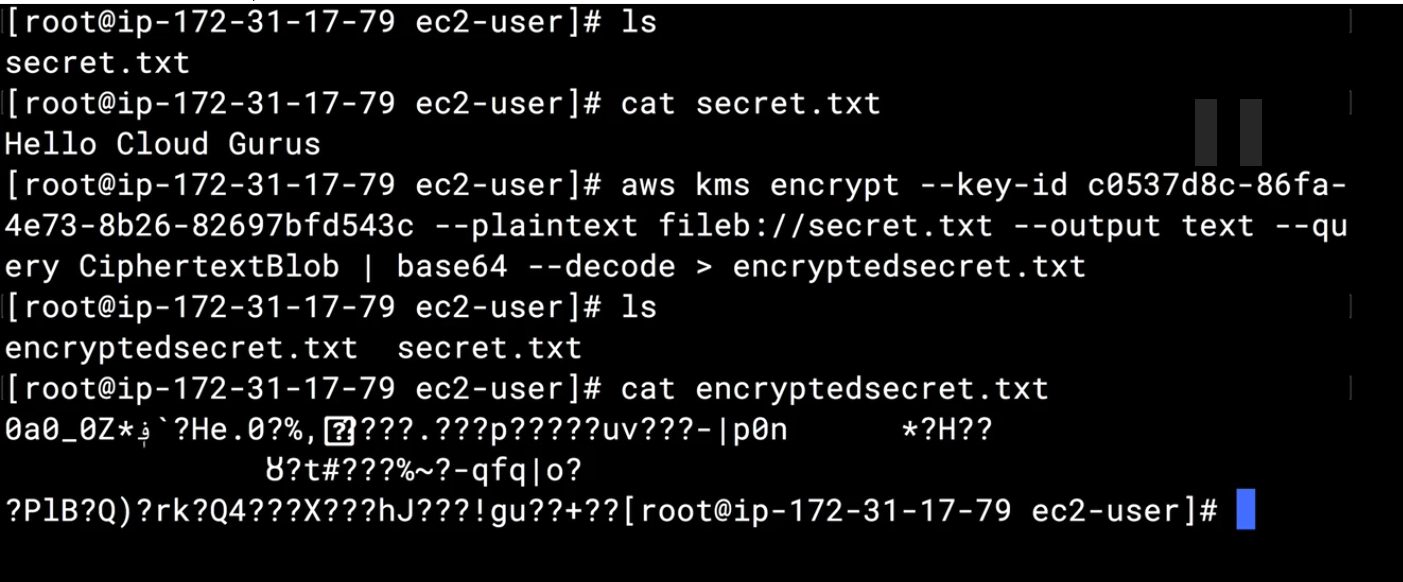 [root@ip-172-31-17-79 ec2-user]# ls
secret.txt
[root@ip-172-31-17-79 ec2-user]# cat secret.txt
Hello Cloud Gurus
[root@ip-172-31-17-79 ec2-user]# aws kms encrypt --key-id c0537d8c-86fa-
4e73-8b26-82697bfd543c --plaintext fileb://secret.txt --output text --qu
ery CiphertextBlob | base64 --decode > encryptedsecret.txt
[root@ip-172-31-17-79 ec2-user]# ls
encryptedsecret.txt  secret.txt
[root@ip-172-31-17-79 ec2-user]# cat encryptedsecret.txt
0a0_0Z*`?He.0?%,????.???p?????uv???-|p0n      *?H??
?t#???%~?-qfq|o?
?PlB?Q)?rk?Q4???X???hJ???!gu??+??[root@ip-172-31-17-79 ec2-user]#